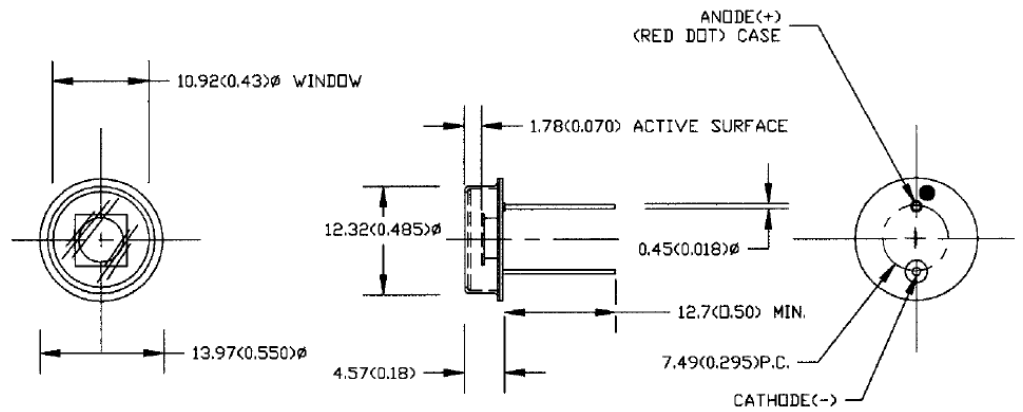 ANODE(+)
(RED DOT) CASE
10.92(0.43)ø WINDOW
1.78(0.070) ACTIVE SURFACE
12.32(0.485)ø
0.45(0.018)ø
12.7(0.50) MIN.
13.97(0.550)ø
4.57(0.18)
7.49(0.295)P.C.
CATHODE(-)